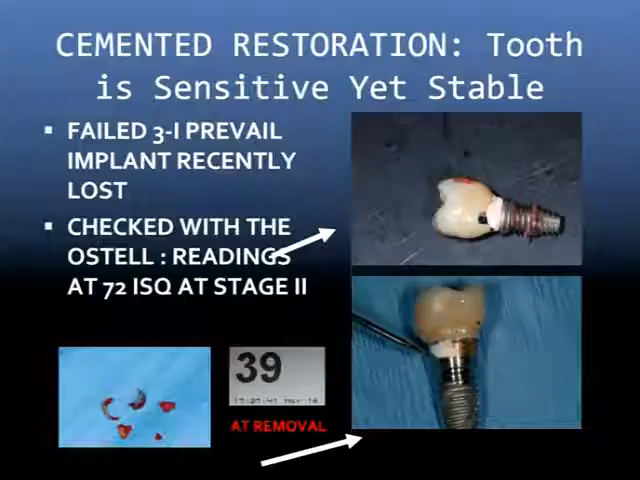 CEMENTED RESTORATION: Tooth
is Sensitive Yet Stable
▪ FAILED 3-I PREVAIL
IMPLANT RECENTLY
LOST
▪ CHECKED WITH THE
OSTELL : READINGS
AT 72 ISQ AT STAGE II
39
AT REMOVAL